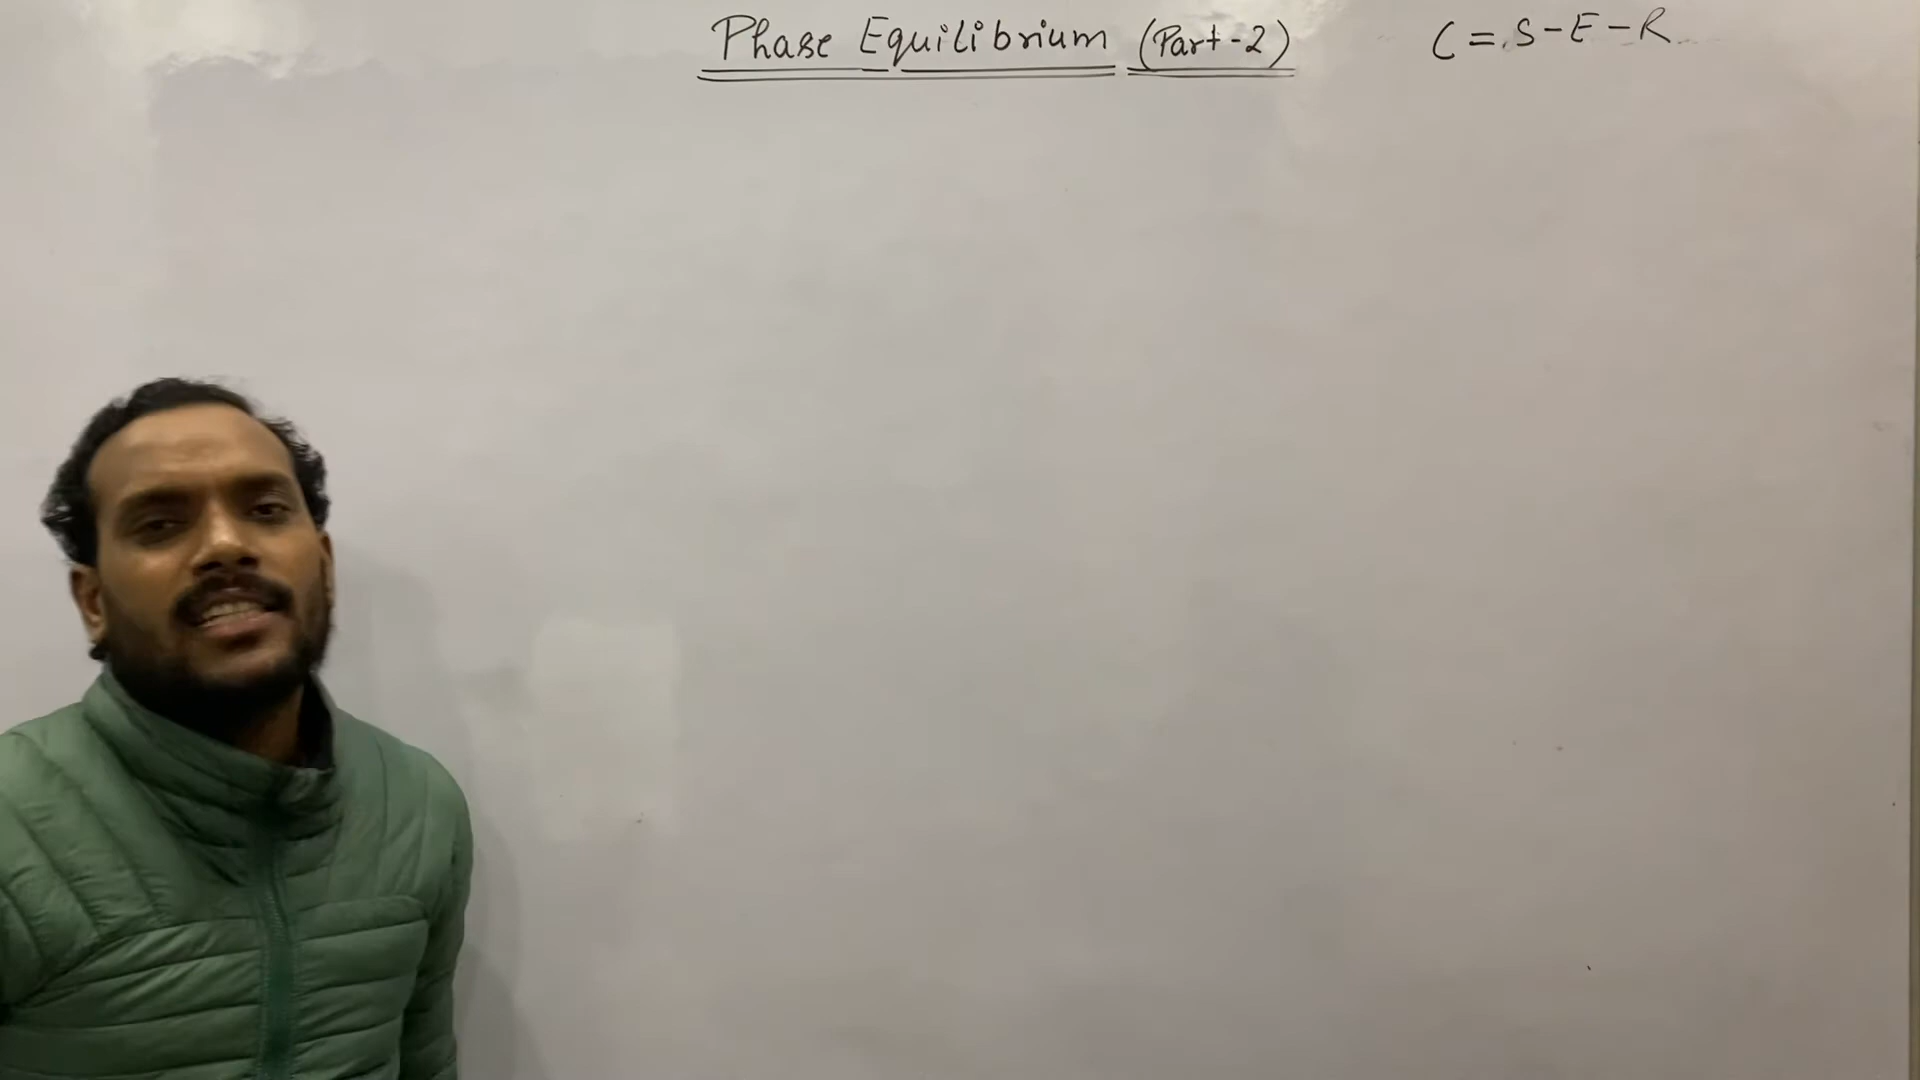 Phase Equilibrium (Part-2)
C = S - E - R